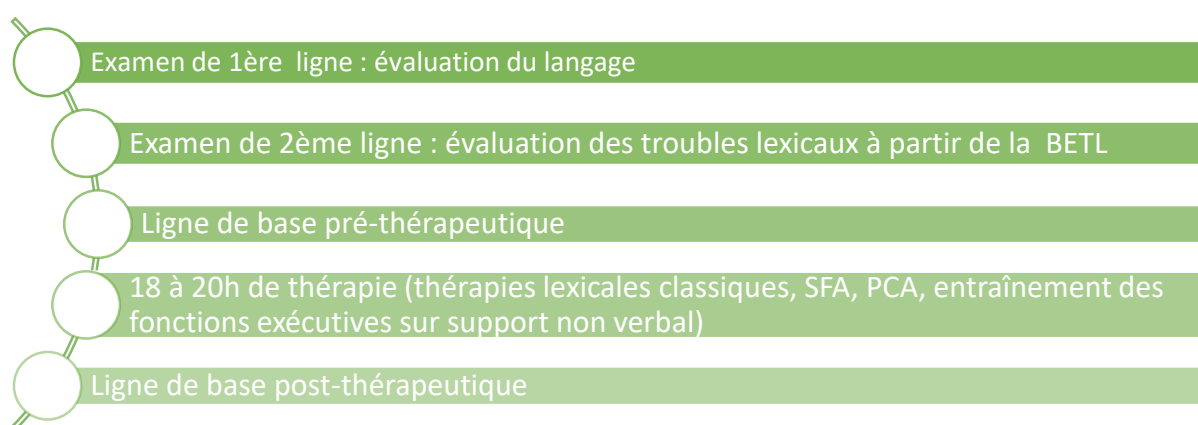 Examen de 1ère ligne : évaluation du langage
Examen de 2ème ligne : évaluation des troubles lexicaux à partir de la BETL
Ligne de base pré-thérapeutique
18 à 20h de thérapie (thérapies lexicales classiques, SFA, PCA, entraînement des
fonctions exécutives sur support non verbal)
Ligne de base post-thérapeutique